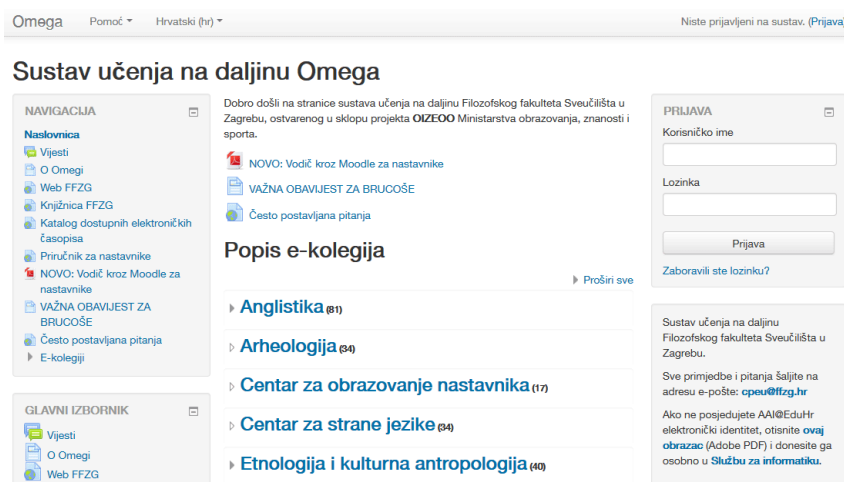 Omega
Pomoć
Hrvatski (hr)
Niste prijavljeni na sustav. (Prijava)
Sustav učenja na daljinu Omega
NAVIGACIJA
Naslovnica
Vijesti
O Omegi
Web FFZG
Knjižnica FFZG
Katalog dostupnih elektroničkih
časopisa
Priručnik za nastavnike
NOVO: Vodič kroz Moodle za
nastavnike
VAŽNA OBAVIJEST ZA
BRUCOŠE
Često postavljana pitanja
E-kolegiji
GLAVNI IZBORNIK
Vijesti
O Omegi
Web FFZG
Dobro došli na stranice sustava učenja na daljinu Filozofskog fakulteta Sveučilišta u
Zagrebu, ostvarenog u sklopu projekta OIZEOO Ministarstva obrazovanja, znanosti i
sporta.
NOVO: Vodič kroz Moodle za nastavnike
VAŽNA OBAVIJEST ZA BRUCOŠE
Često postavljana pitanja
Popis e-kolegija
Proširi sve
Anglistika (81)
Arheologija (34)
Centar za obrazovanje nastavnika (17)
Centar za strane jezike (34)
Etnologija i kulturna antropologija (40)
PRIJAVA
Korisničko ime
Lozinka
Prijava
Zaboravili ste lozinku?
Sustav učenja na daljinu
Filozofskog fakulteta Sveučilišta u
Zagrebu.
Sve primjedbe i pitanja šaljite na
adresu e-pošte: cpeu@ffzg.hr
Ako ne posjedujete AAI@EduHr
elektronički identitet, otisnite ovaj
obrazac (Adobe PDF) i donesite ga
osobno u Službu za informatiku.